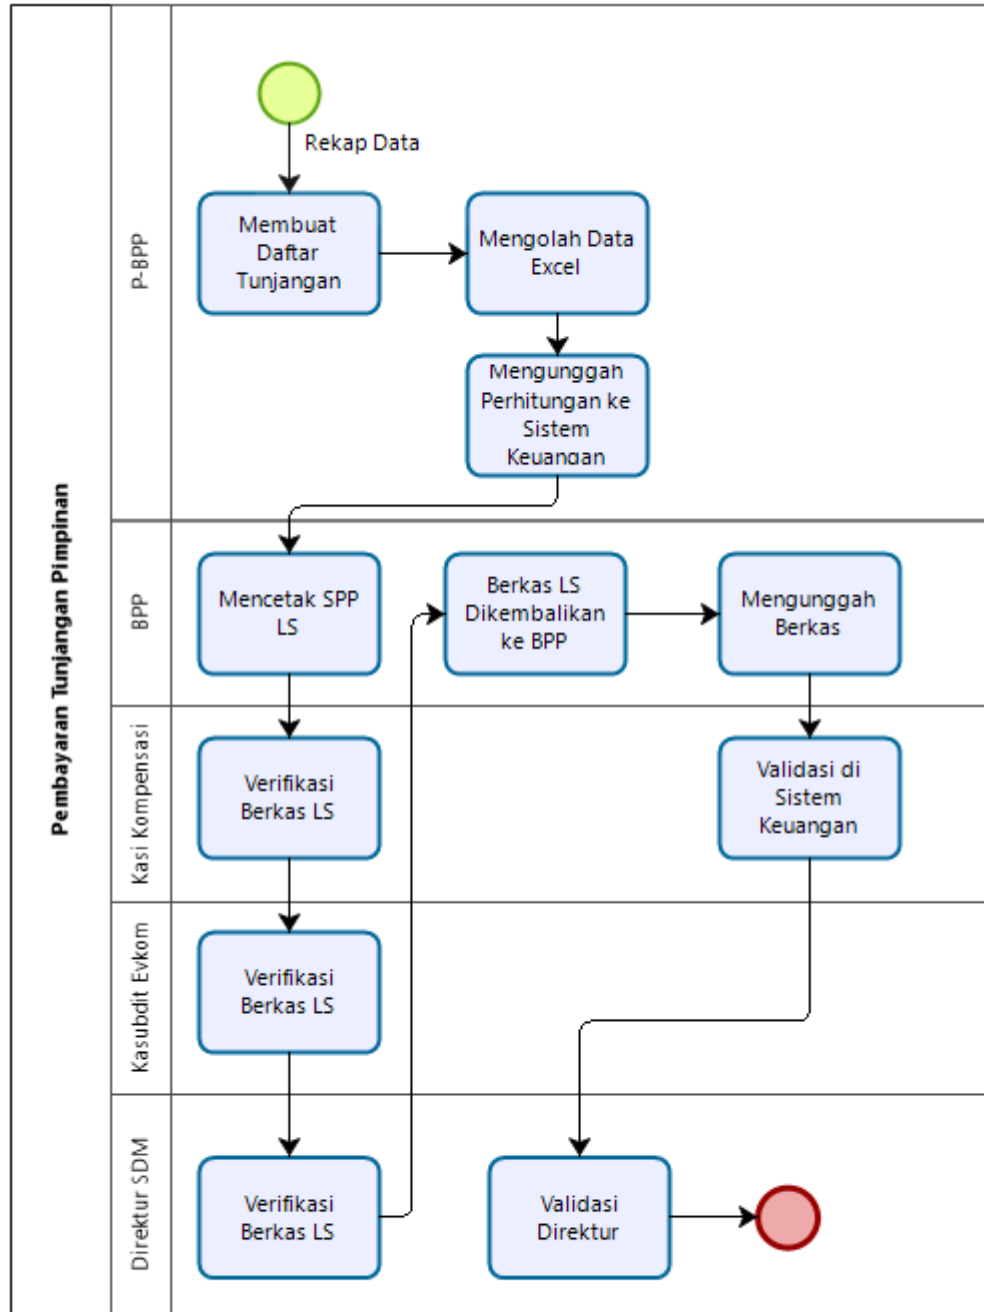 Pembayaran Tunjangan Pimpinan
P-BPP
Rekap Data
Membuat
Daftar
Tunjangan
Mengolah Data
Excel
Mengunggah
Perhitungan ke
Sistem
Keuangan
BPP
Mencetak SPP
LS
Berkas LS
Dikembalikan
ke BPP
Mengunggah
Berkas
Kasi Kompensasi
Verifikasi
Berkas LS
Validasi di
Sistem
Keuangan
Kasubdit Evkom
Verifikasi
Berkas LS
Direktur SDM
Verifikasi
Berkas LS
Validasi
Direktur